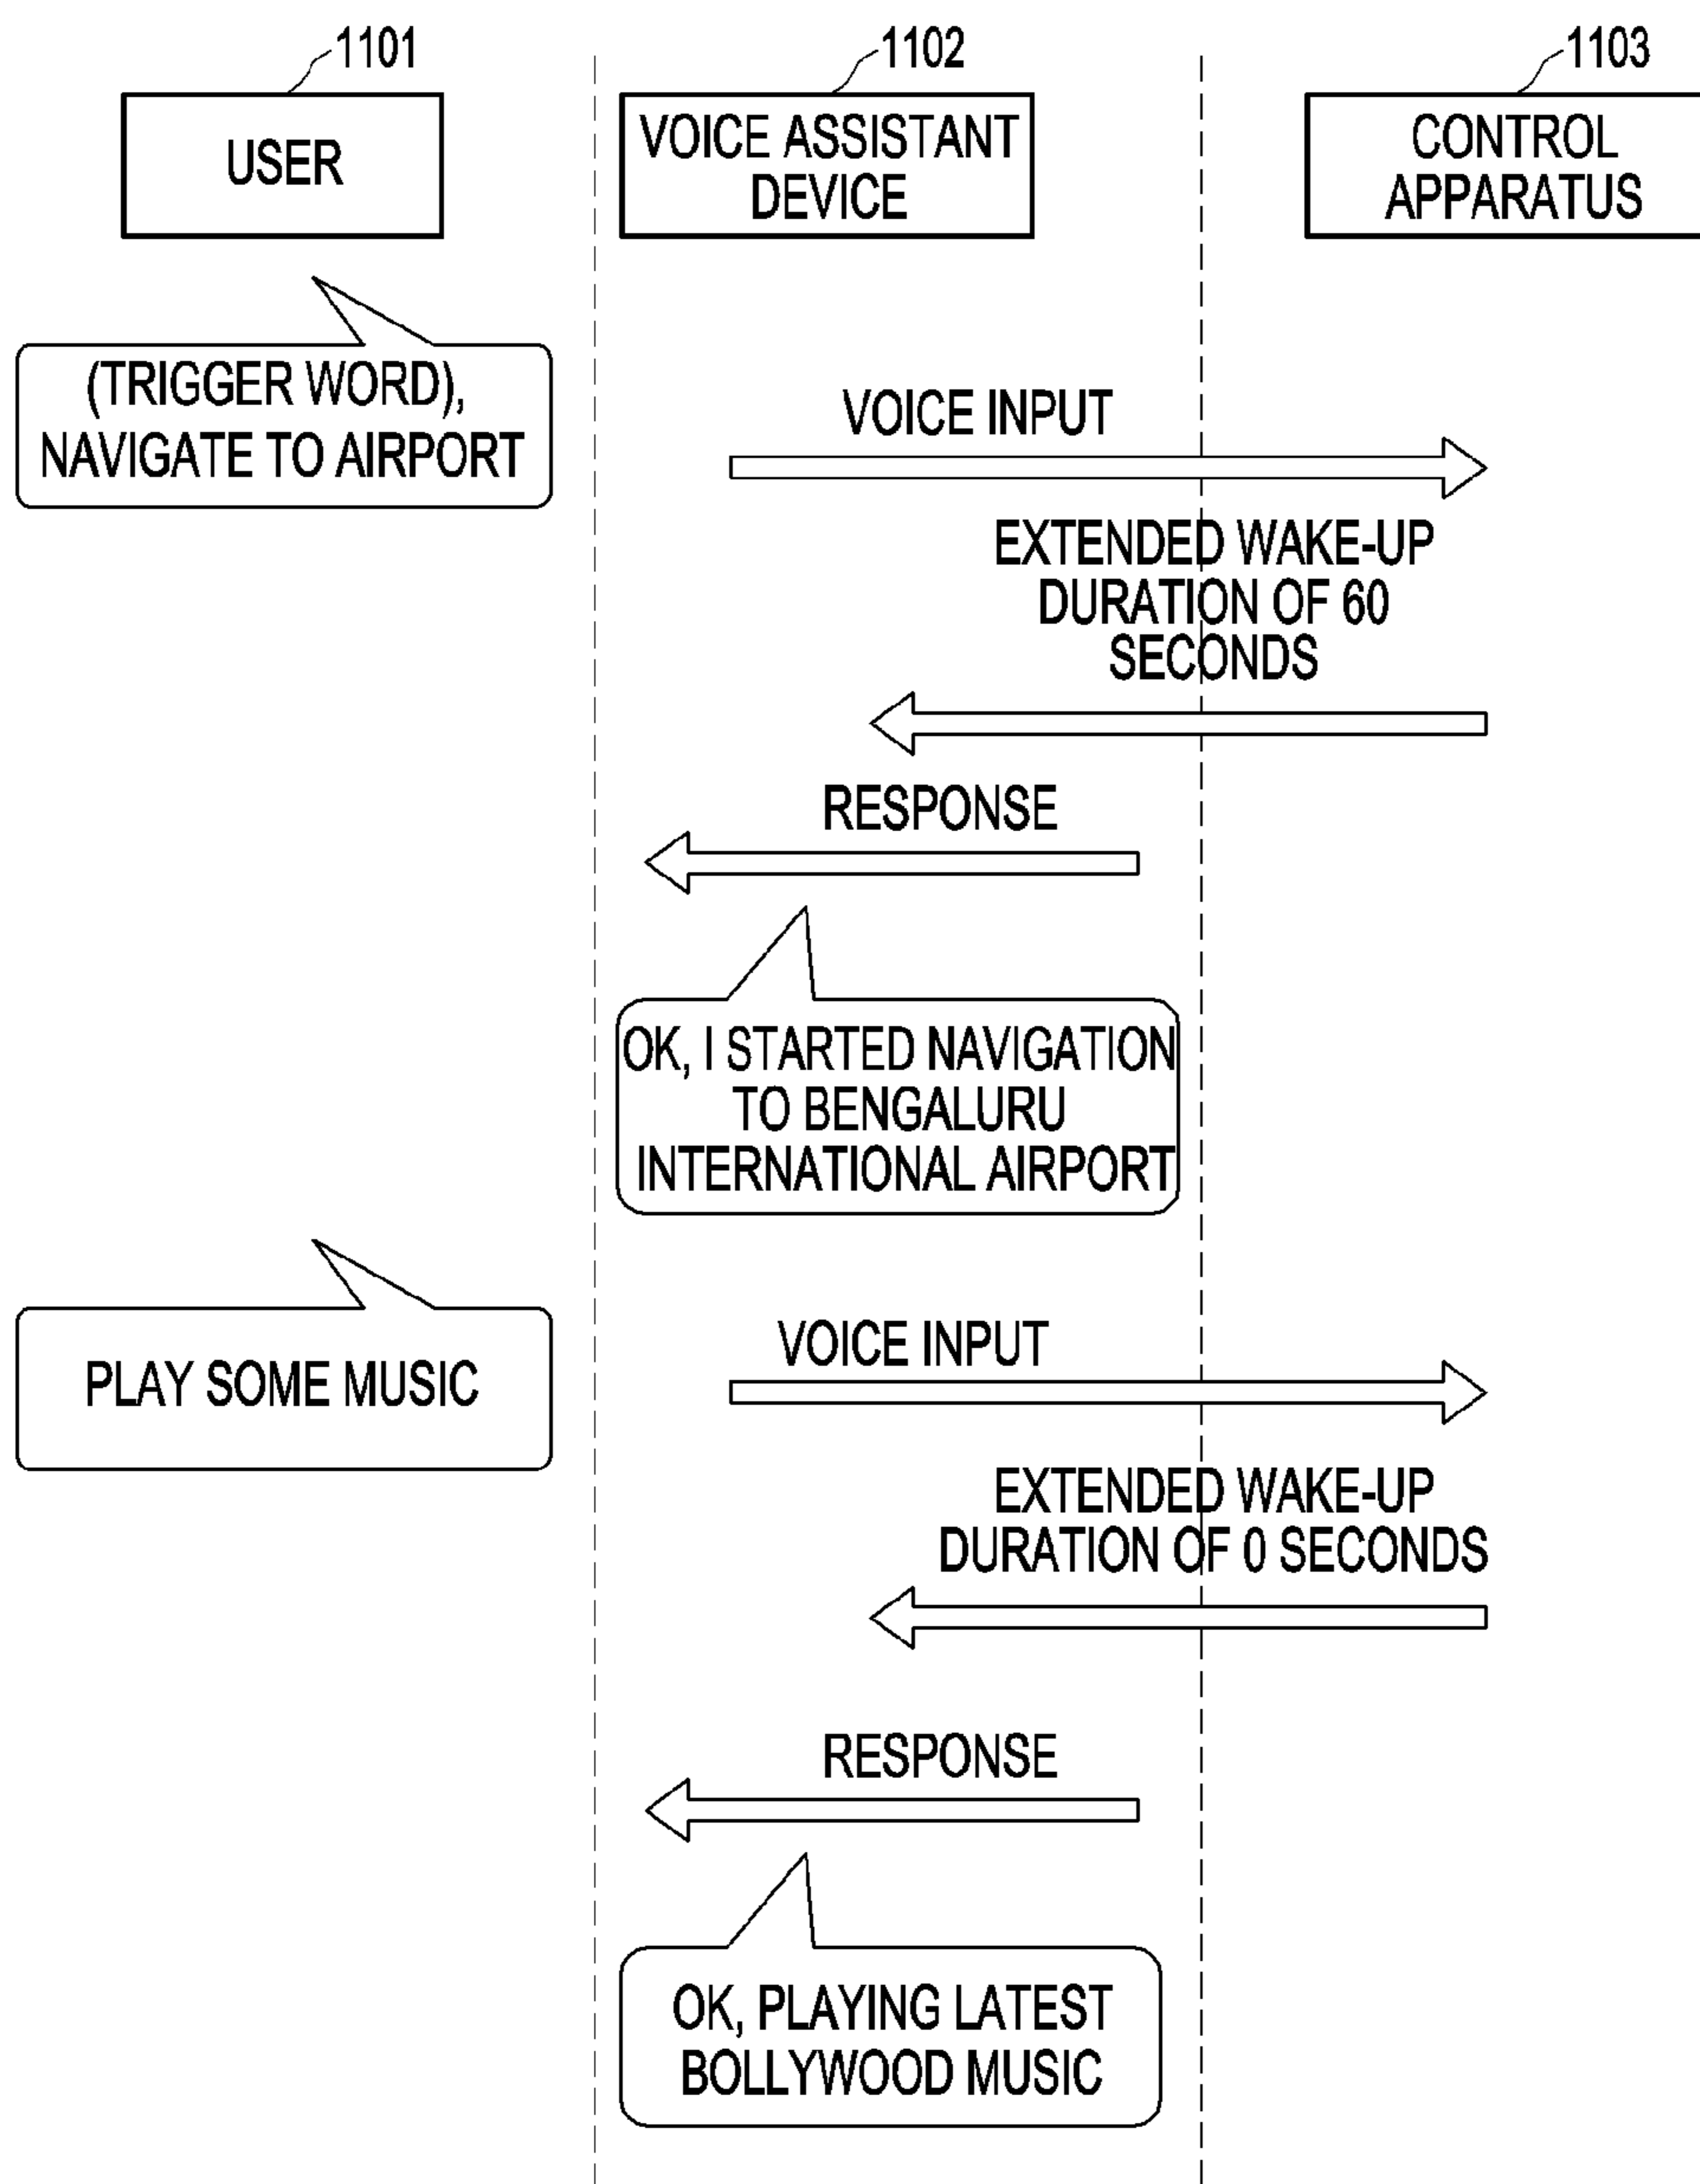 1101
1102
1103
USER
VOICE ASSISTANT
DEVICE
CONTROL
APPARATUS
(TRIGGER WORD),
NAVIGATE TO AIRPORT
VOICE INPUT
EXTENDED WAKE-UP
DURATION OF 60
SECONDS
RESPONSE
OK, I STARTED NAVIGATION
TO BENGALURU
INTERNATIONAL AIRPORT
PLAY SOME MUSIC
VOICE INPUT
EXTENDED WAKE-UP
DURATION OF 0 SECONDS
RESPONSE
OK, PLAYING LATEST
BOLLYWOOD MUSIC